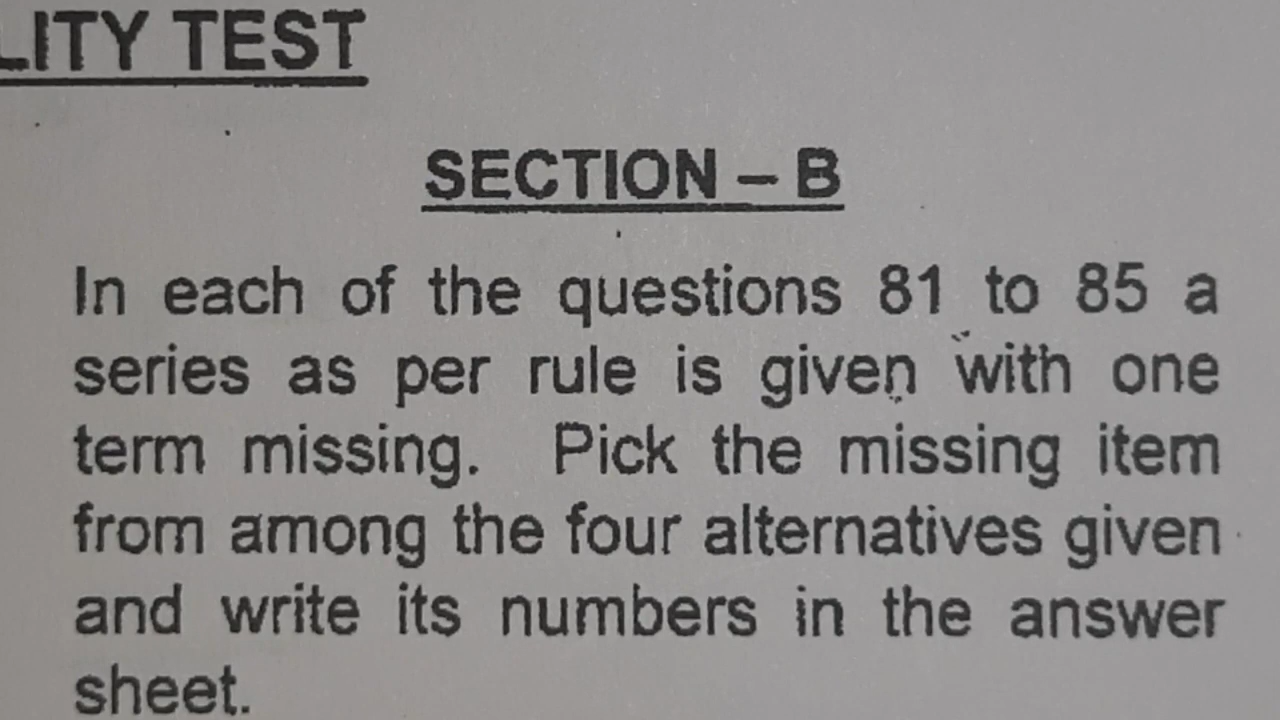 LITY TEST
SECTION – B
In each of the questions 81 to 85 a
series as per rule is given with one
term missing. Pick the missing item
from among the four alternatives given
and write its numbers in the answer
sheet.